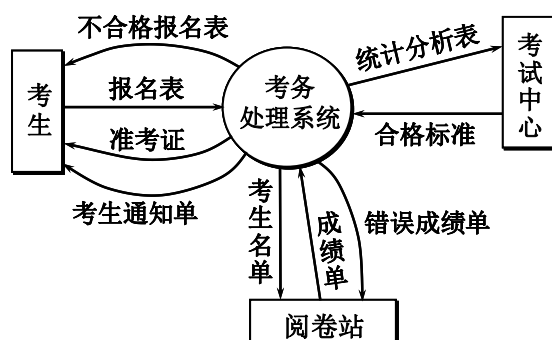 不合格报名表
考生
报名表
准考证
考生通知单
考务
处理系统
统计分析表
合格标准
考试中心
考生名单
成绩单
错误成绩单
阅卷站